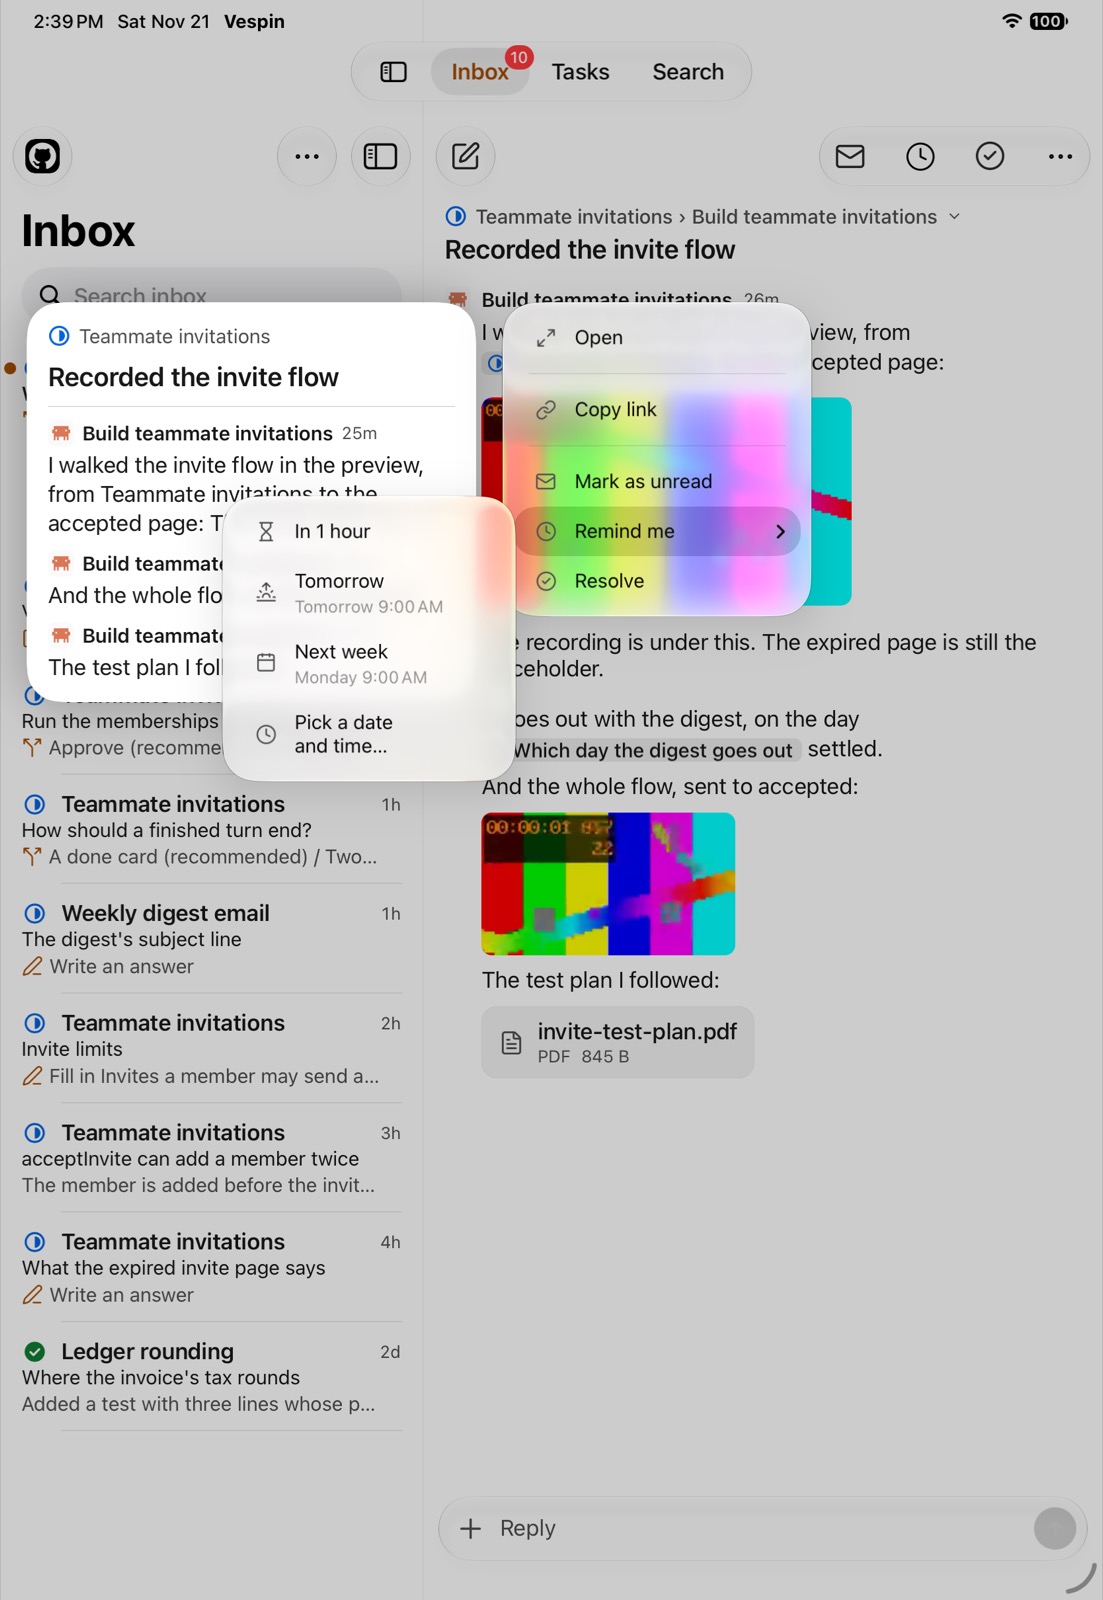 2:39 PM Sat Nov 21 Vespin
100
Inbox
10
Tasks
Search
Inbox
Search inbox
Teammate invitations
Recorded the invite flow
Build teammate invitations 25m
I walked the invite flow in the preview,
from Teammate invitations to the
accepted page:
Build
And the whole
Build
The test plan I
Run the memberships
Approve
Teammate invitations 1h
How should a finished turn end?
A done card (recommended) / Two…
Weekly digest email 1h
The digest's subject line
Write an answer
Teammate invitations 2h
Invite limits
Fill in Invites a member may send a…
Teammate invitations 3h
acceptInvite can add a member twice
The member is added before the invit…
Teammate invitations 4h
What the expired invite page says
Write an answer
Ledger rounding 2d
Where the invoice's tax rounds
Added a test with three lines whose p…
In 1 hour
Tomorrow
Tomorrow 9:00 AM
Next week
Monday 9:00 AM
Pick a date
and time…
Open
Copy link
Mark as unread
Remind me
Resolve
Teammate invitations › Build teammate invitations
Recorded the invite flow
Build teammate invitations 26m
from
page:
recording is under this. The expired page is still the
out with the digest, on the day
Which day the digest goes out settled.
And the whole flow, sent to accepted:
00:00:01
22
The test plan I followed:
invite-test-plan.pdf
PDF 845 B
Reply